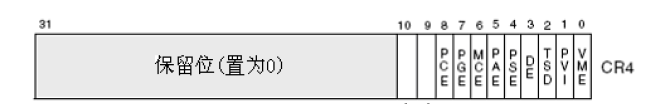 31 10 9 8 7 6 5 4 3 2 1 0
保留位(置为0) PCE PGE MCE PAE PSE DE TSD PVI VME CR4